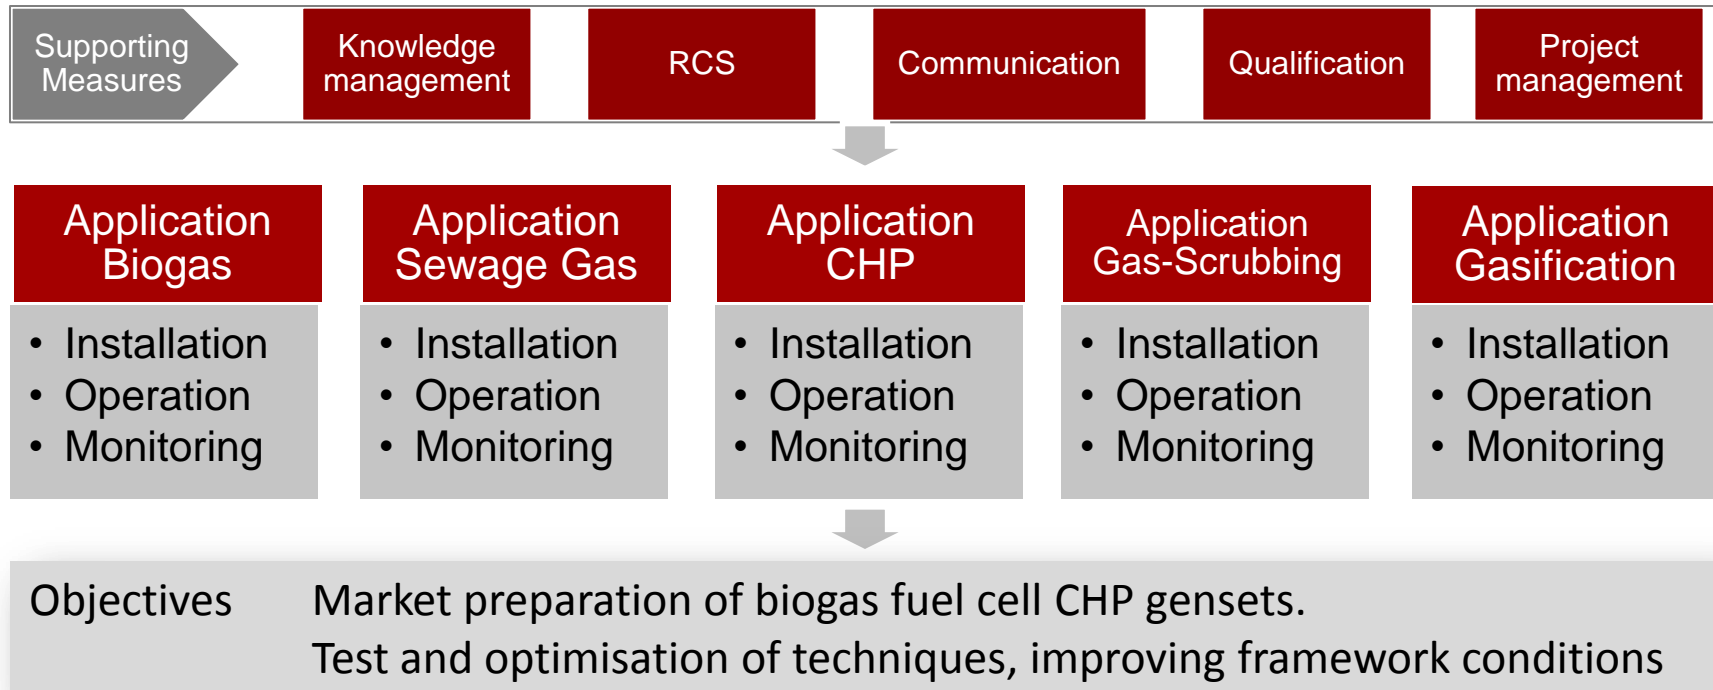 Supporting
Measures
Knowledge
management
RCS
Communication
Qualification
Project
management
Application
Biogas
• Installation
• Operation
• Monitoring
Application
Sewage Gas
• Installation
• Operation
• Monitoring
Application
CHP
• Installation
• Operation
• Monitoring
Application
Gas-Scrubbing
• Installation
• Operation
• Monitoring
Application
Gasification
• Installation
• Operation
• Monitoring
Objectives Market preparation of biogas fuel cell CHP gensets.
Test and optimisation of techniques, improving framework conditions